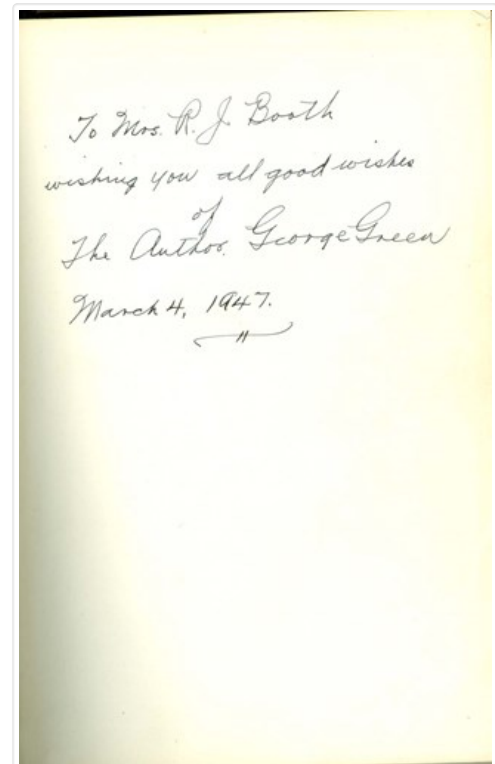 To Mrs. R. J. Booth
wishing you all good wishes
of
The Author. George Green
March 4, 1947.